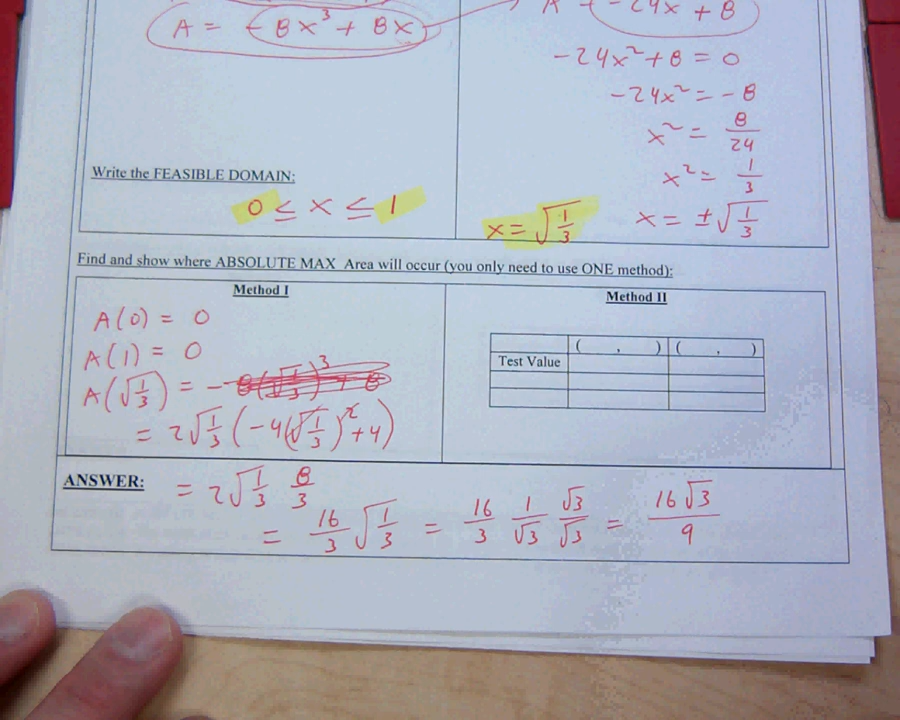 A = -8x³ + 8x
-24x + 8
-24x² + 8 = 0
-24x² = -8
x² = 8/24
x² = 1/3
x = ±√(1/3)
Write the FEASIBLE DOMAIN:
0 ≤ x ≤ 1
x = √(1/3)
Find and show where ABSOLUTE MAX Area will occur (you only need to use ONE method):
Method I
A(0) = 0
A(1) = 0
A(√(1/3)) = -
= 2√(1/3) (-4(√(1/3))² + 4)
Method II
( , ) ( , )
Test Value
ANSWER:
= 2√(1/3) 8/3
= 16/3 √(1/3) = 16/3 1/√3 √3/√3 = 16√3/9